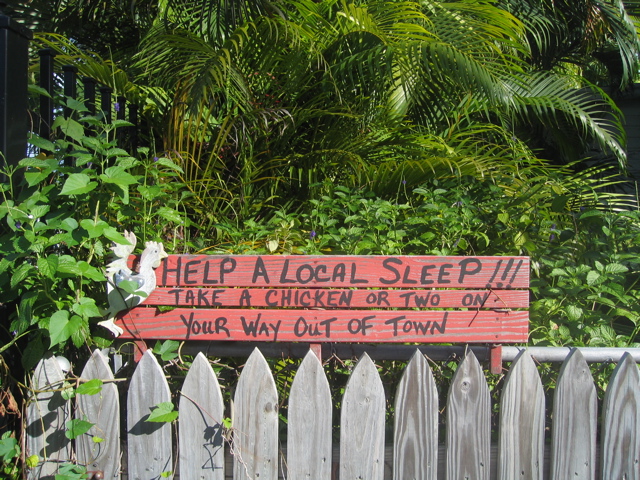 HELP A LOCAL SLEEP!!!
TAKE A CHICKEN OR TWO ON
YOUR WAY OUT OF TOWN